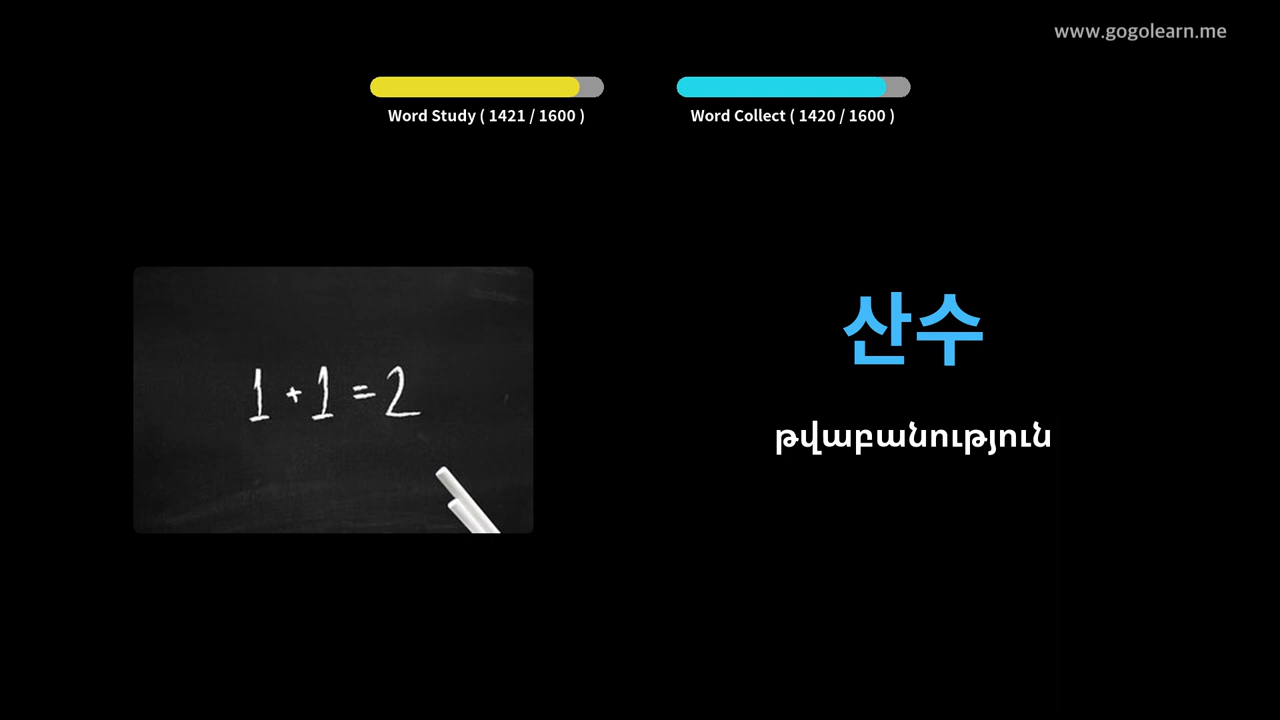 www.gogolearn.me
Word Study ( 1421 / 1600 )
Word Collect ( 1420 / 1600 )
1 + 1 = 2
산수
թվաբանություն